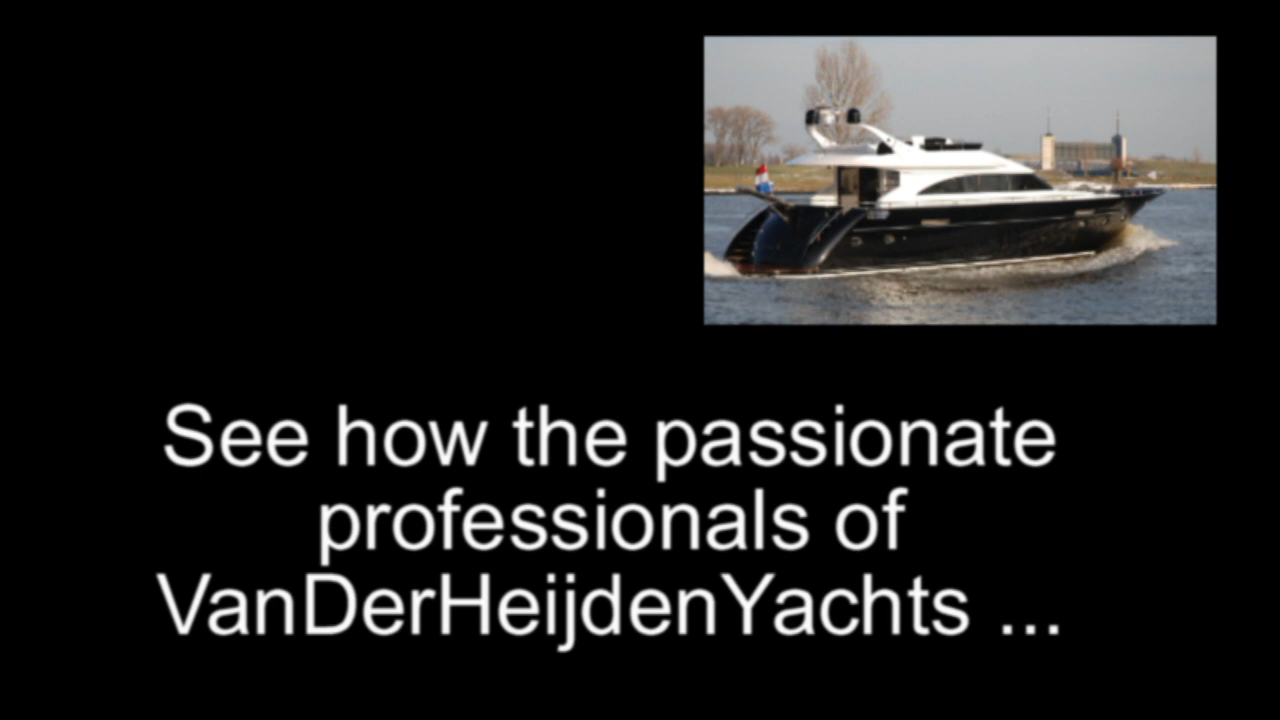 See how the passionate
professionals of
VanDerHeijdenYachts ...